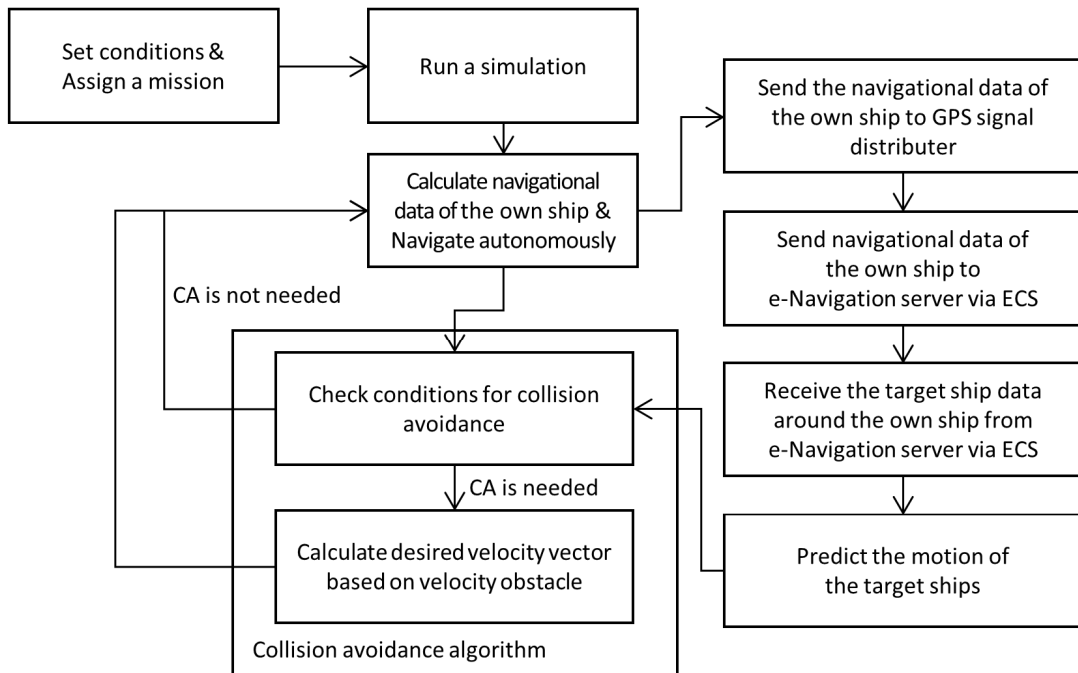 Set conditions &
Assign a mission
Run a simulation
Send the navigational data of
the own ship to GPS signal
distributer
Calculate navigational
data of the own ship &
Navigate autonomously
Send navigational data of
the own ship to
e-Navigation server via ECS
CA is not needed
Check conditions for collision
avoidance
Receive the target ship data
around the own ship from
e-Navigation server via ECS
CA is needed
Calculate desired velocity vector
based on velocity obstacle
Predict the motion of
the target ships
Collision avoidance algorithm